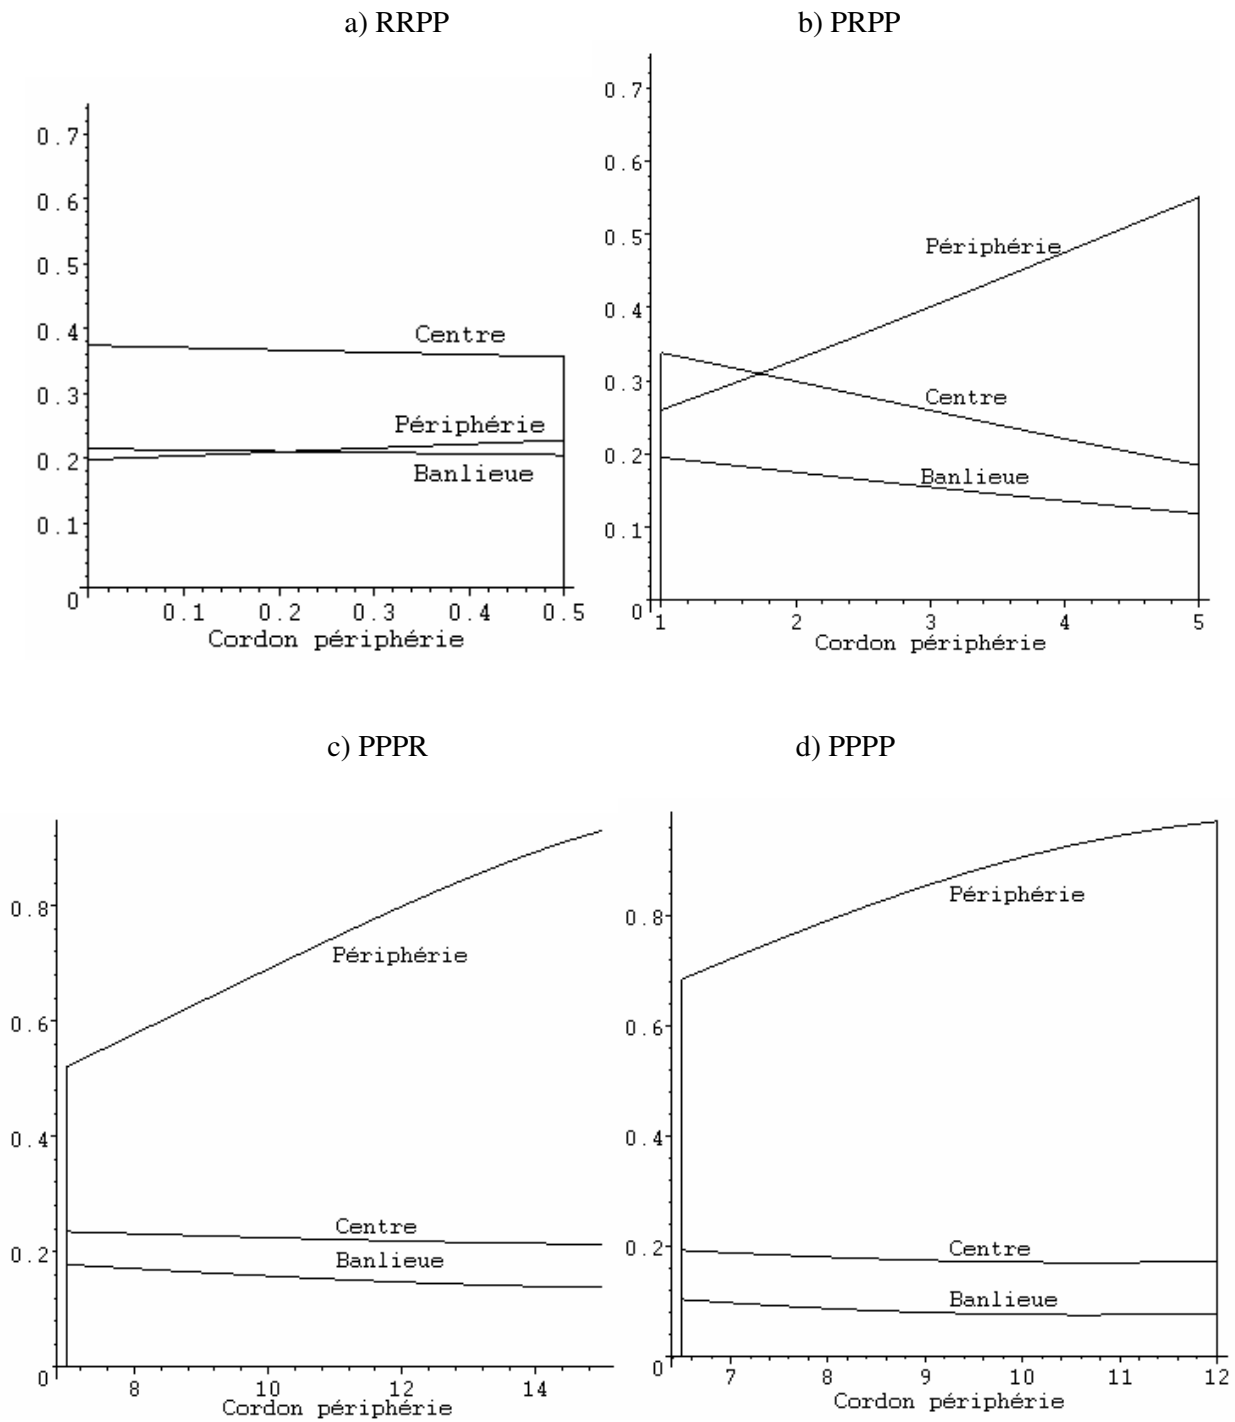 a) RRPP
0.7
0.6
0.5
0.4
0.3
0.2
0.1
0
Centre
Périphérie
Banlieue
0.1 0.2 0.3 0.4 0.5
Cordon périphérie
b) PRPP
0.7
0.6
0.5
0.4
0.3
0.2
0.1
0
Périphérie
Centre
Banlieue
1 2 3 4 5
Cordon périphérie
c) PPPR
0.8
0.6
0.4
0.2
0
Périphérie
Centre
Banlieue
8 10 12 14
Cordon périphérie
d) PPPP
0.8
0.6
0.4
0.2
0
Périphérie
Centre
Banlieue
7 8 9 10 11 12
Cordon périphérie